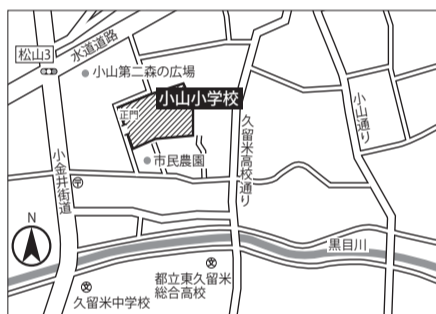 松山3
水道道路
小山第二森の広場
小山小学校
正門
市民農園
小金井街道
久留米高校通り
小山通り
N
黒目川
都立東久留米
総合高校
久留米中学校